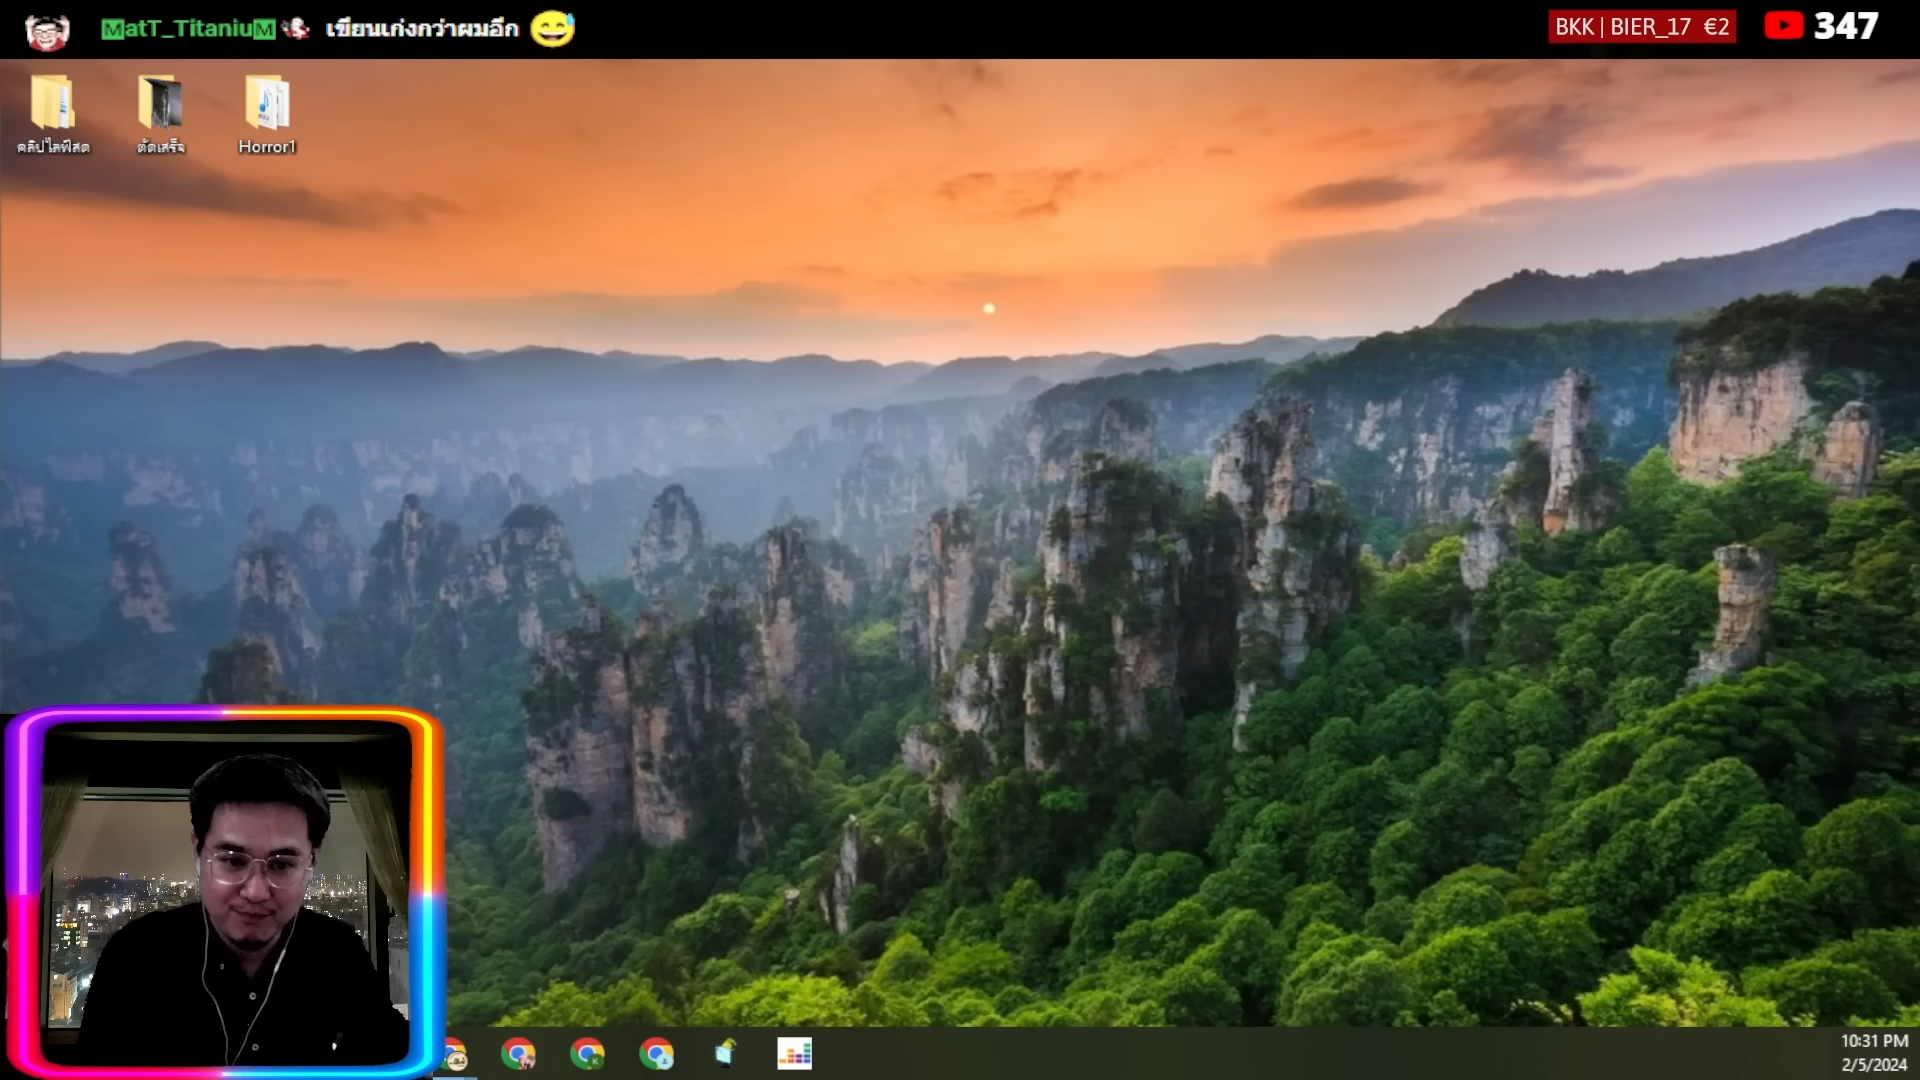 MatT_TitaniuM เขียนเก่งกว่าผมอีก
BKK | BIER_17 €2
347
คลิปไลฟ์สด
ตัดเสร็จ
Horror1
10:31 PM
2/5/2024